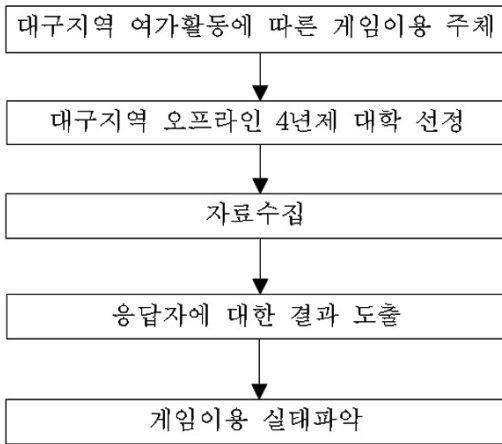 대구지역 여가활동에 따른 게임이용 주체
대구지역 오프라인 4년제 대학 선정
자료수집
응답자에 대한 결과 도출
게임이용 실태파악